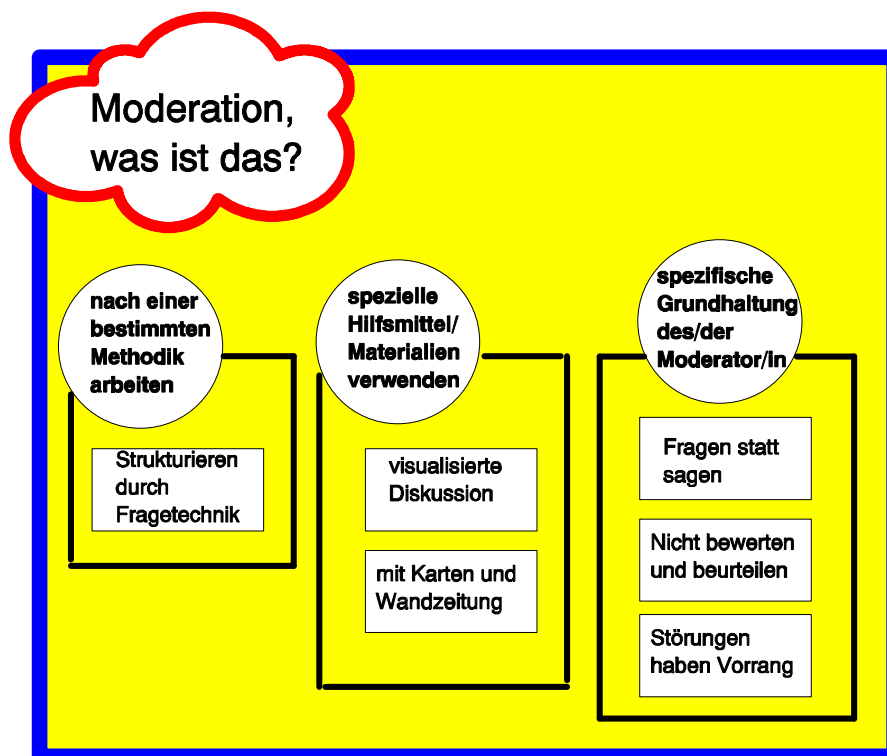 Moderation,
was ist das?
nach einer
bestimmten
Methodik
arbeiten
Strukturieren
durch
Fragetechnik
spezielle
Hilfsmittel/
Materialien
verwenden
visualisierte
Diskussion
mit Karten und
Wandzeitung
spezifische
Grundhaltung
des/der
Moderator/in
Fragen statt
sagen
Nicht bewerten
und beurteilen
Störungen
haben Vorrang